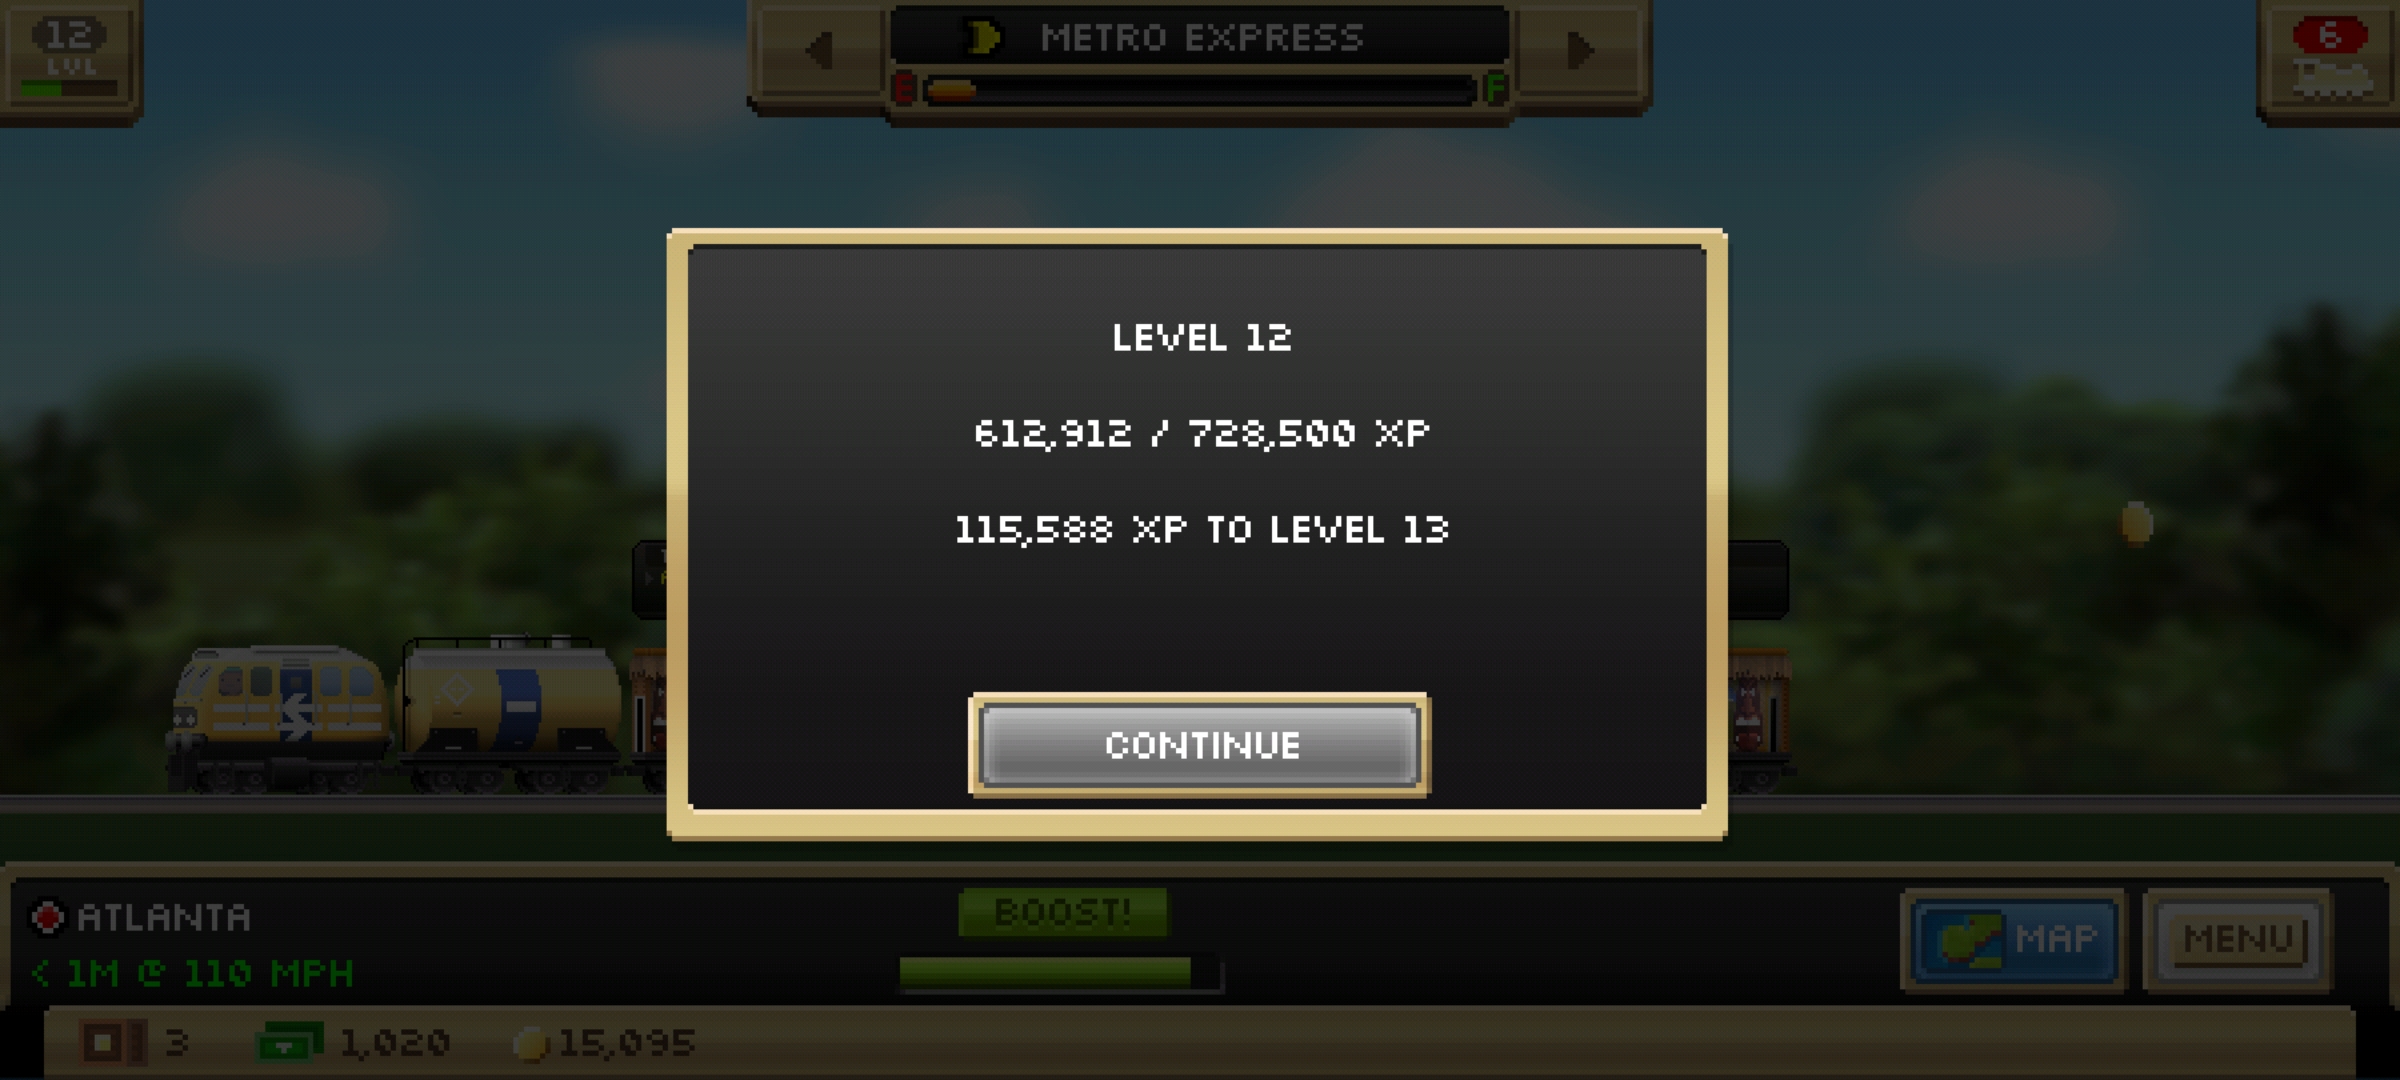 12
LVL
METRO EXPRESS
E F
6
LEVEL 12
612,912 / 728,500 XP
115,588 XP TO LEVEL 13
CONTINUE
ATLANTA
< 1M @ 110 MPH
BOOST!
MAP
MENU
3 1,020 15,095